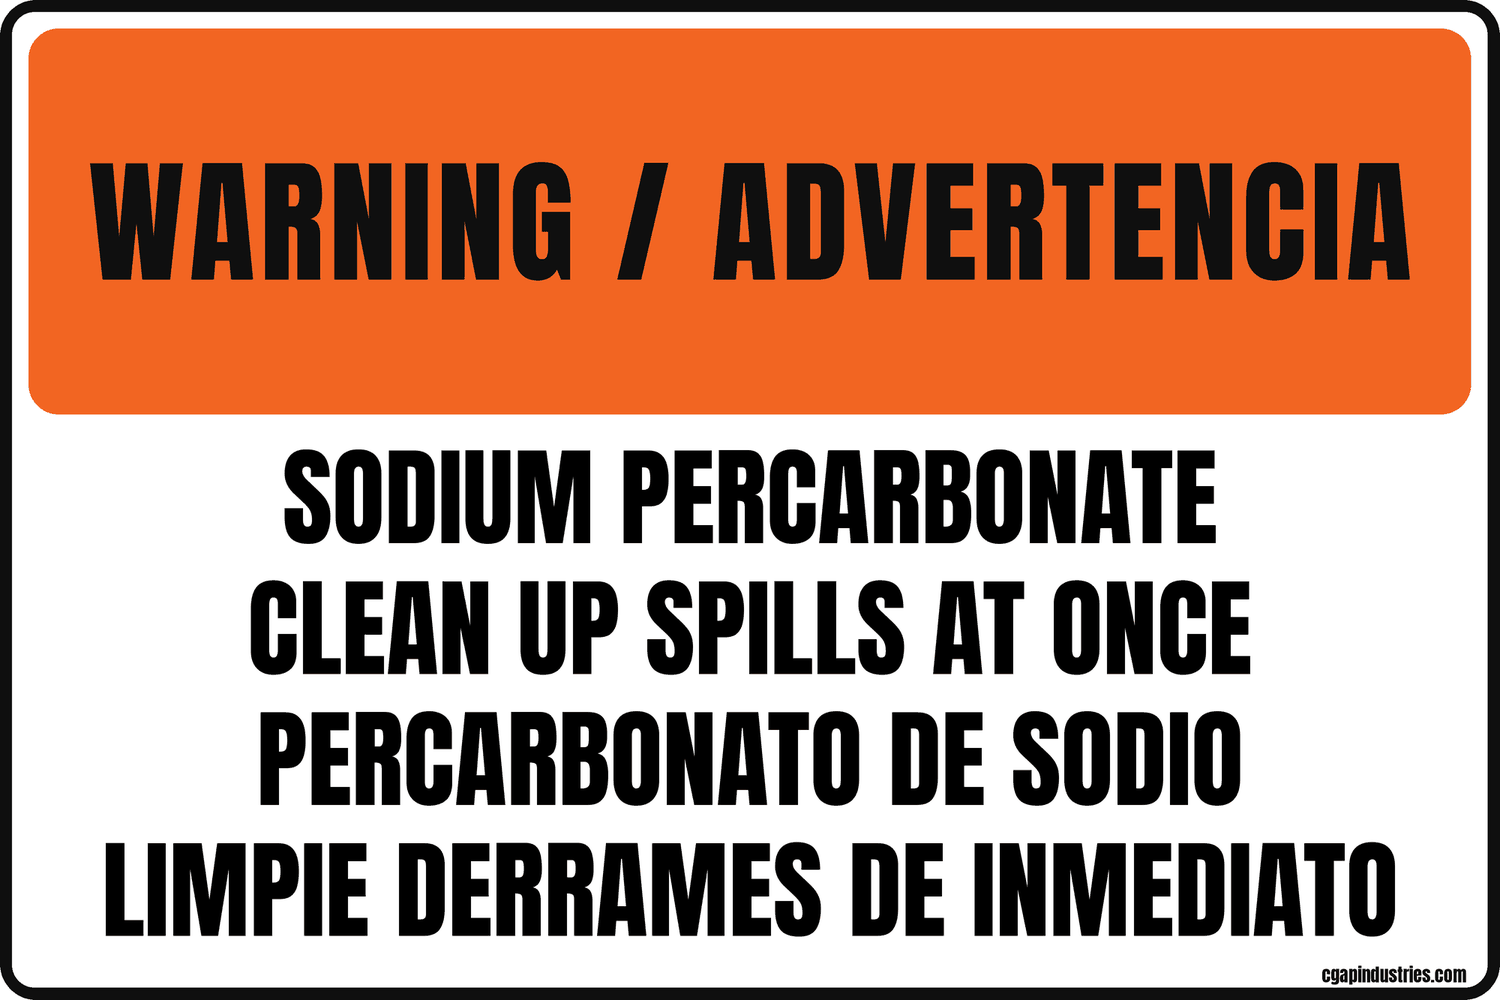 WARNING / ADVERTENCIA
SODIUM PERCARBONATE
CLEAN UP SPILLS AT ONCE
PERCARBONATO DE SODIO
LIMPIE DERRAMES DE INMEDIATO
cgapindustries.com